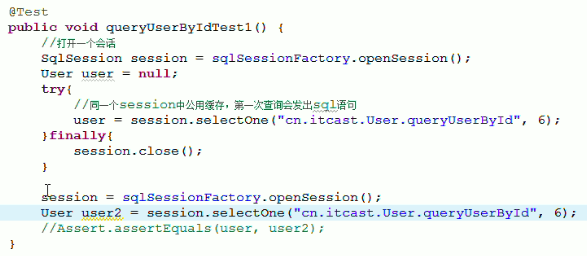 @Test
public void queryUserByIdTest1() {
//打开一个会话
SqlSession session = sqlSessionFactory.openSession();
User user = null;
try{
//同一个session中公用缓存，第一次查询会发出sql语句
user = session.selectOne("cn.itcast.User.queryUserById", 6);
}finally{
session.close();
}
session = sqlSessionFactory.openSession();
User user2 = session.selectOne("cn.itcast.User.queryUserById", 6);
//Assert.assertEquals(user, user2);
}